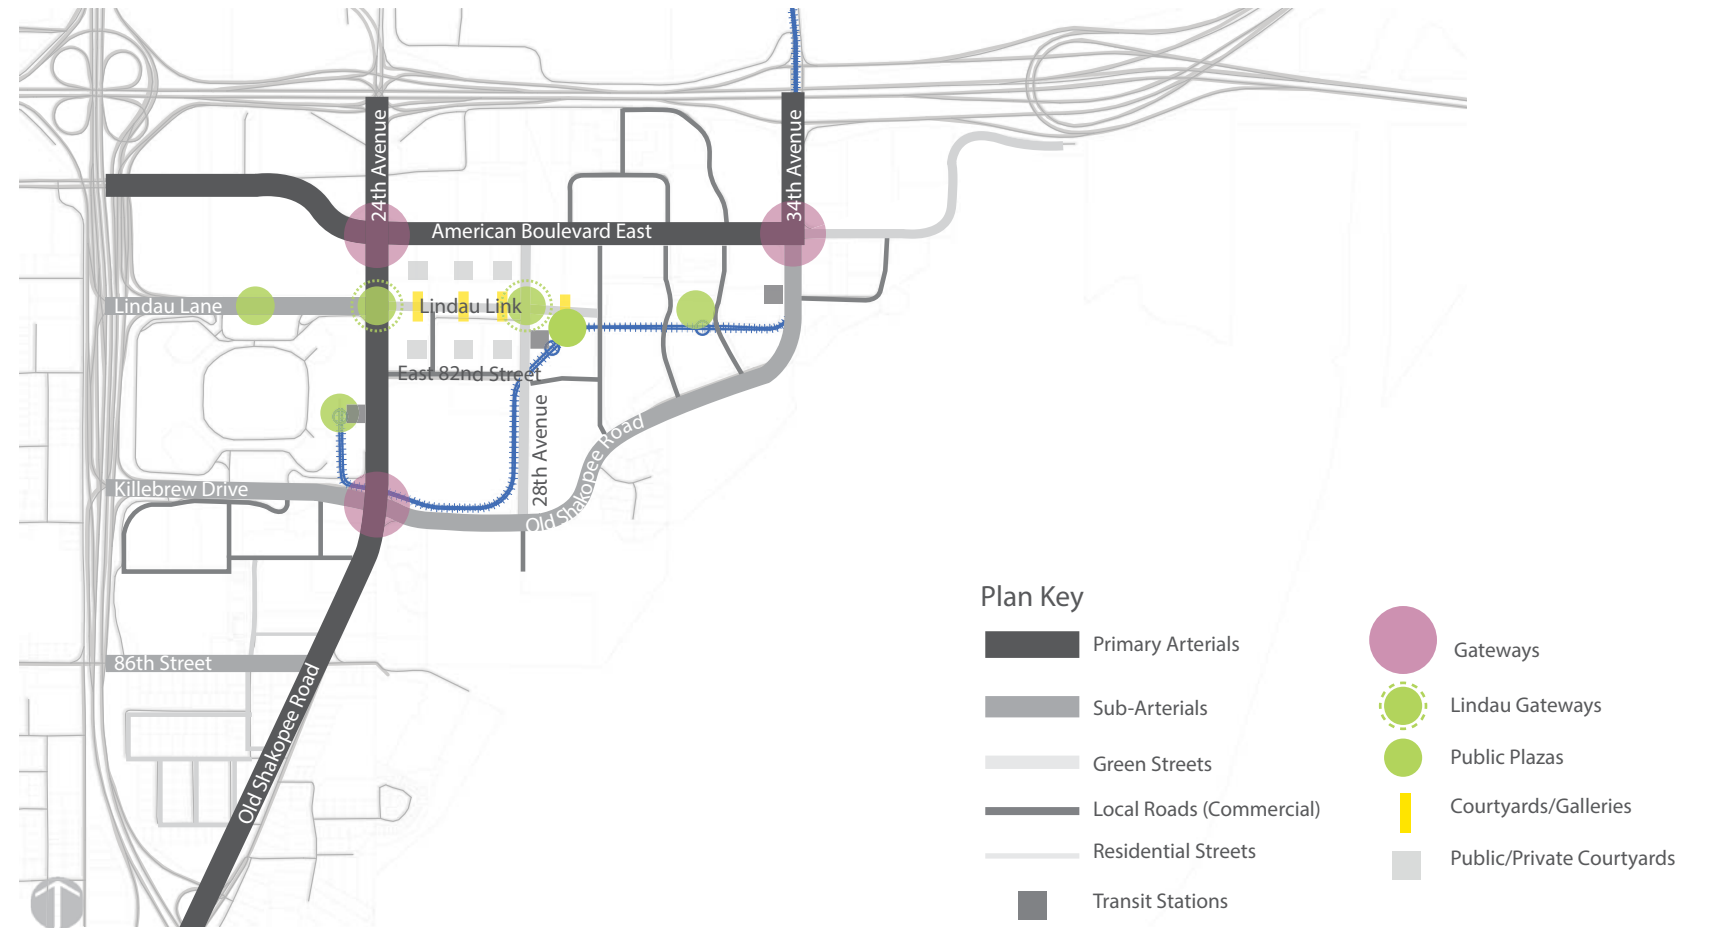 24th Avenue
34th Avenue
American Boulevard East
Lindau Lane
Lindau Link
East 82nd Street
28th Avenue
Old Shakopee Road
Killebrew Drive
86th Street
Old Shakopee Road
Plan Key
Primary Arterials
Sub-Arterials
Green Streets
Local Roads (Commercial)
Residential Streets
Transit Stations
Gateways
Lindau Gateways
Public Plazas
Courtyards/Galleries
Public/Private Courtyards